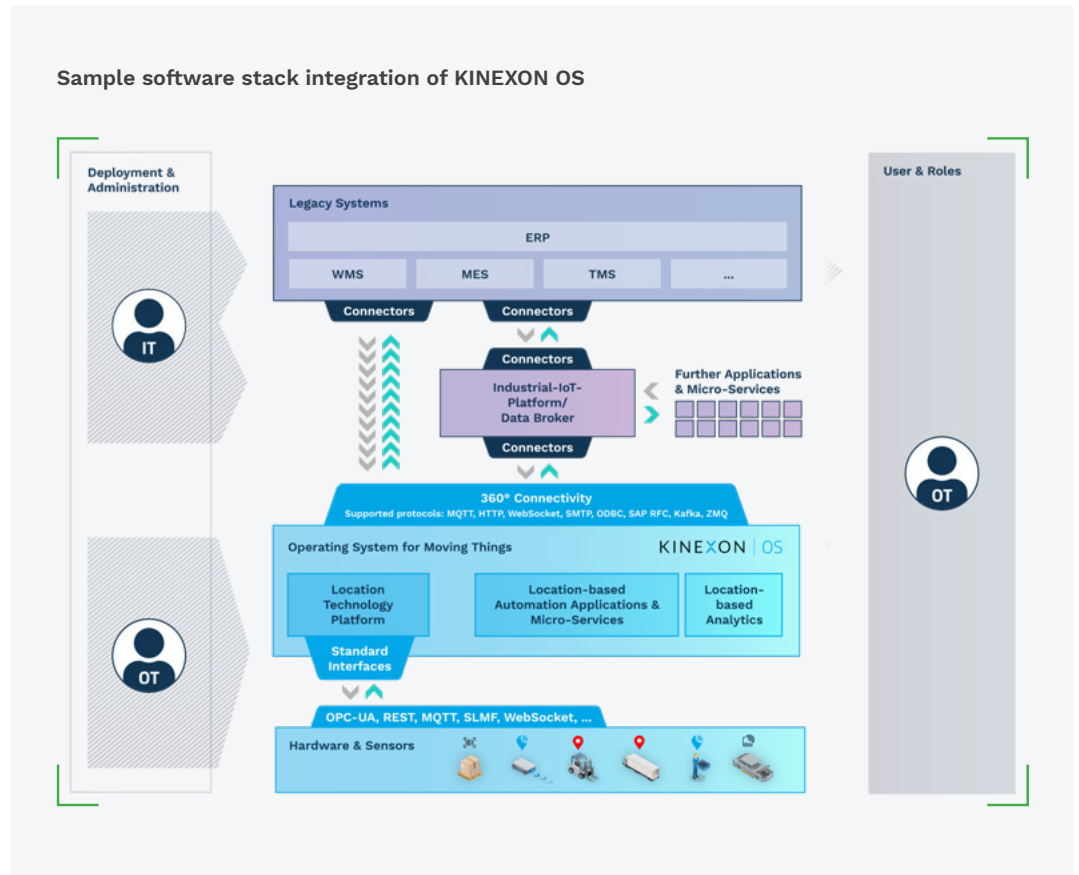 Sample software stack integration of KINEXON OS
Deployment &
Administration
IT
OT
Legacy Systems
ERP
WMS
MES
TMS
...
Connectors
Connectors
Connectors
Industrial-IoT-
Platform/
Data Broker
Connectors
Further Applications
& Micro-Services
360° Connectivity
Supported protocols: MQTT, HTTP, WebSocket, SMTP, ODBC, SAP RFC, Kafka, ZMQ
Operating System for Moving Things
KINEXON | OS
Location
Technology
Platform
Location-based
Automation Applications &
Micro-Services
Location-
based
Analytics
Standard
Interfaces
OPC-UA, REST, MQTT, SLMF, WebSocket, ...
Hardware & Sensors
User & Roles
OT